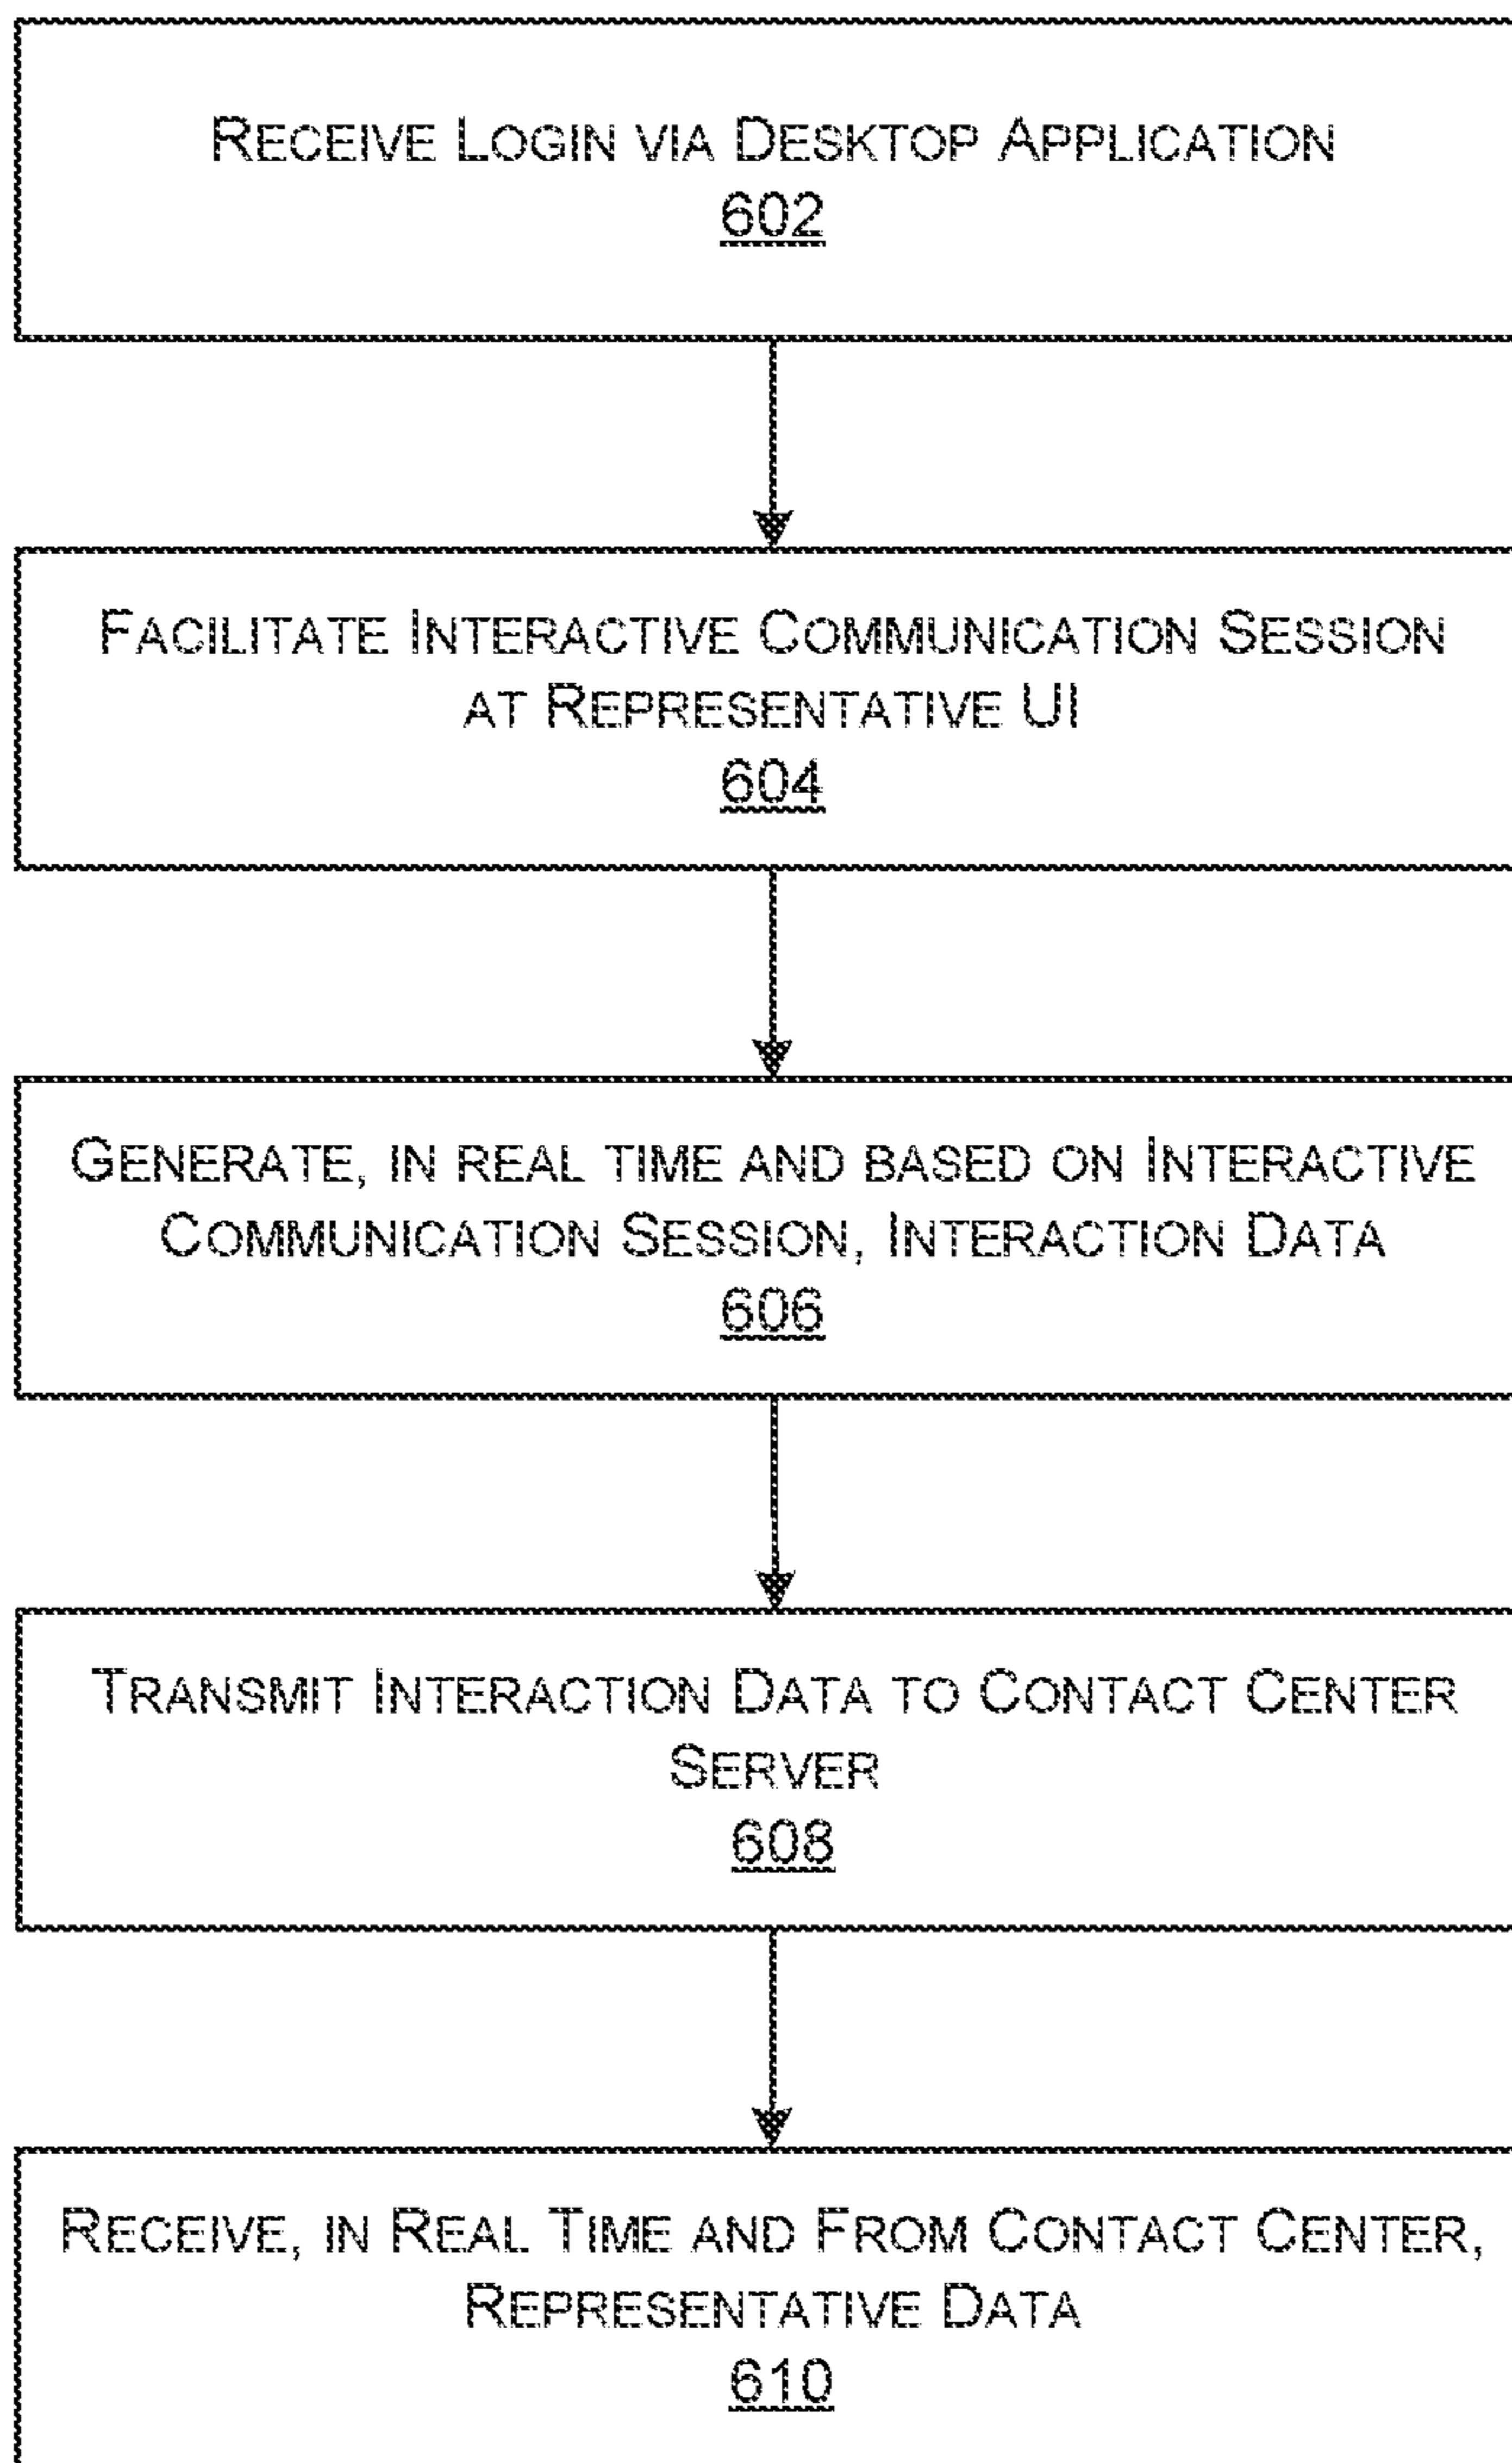 RECEIVE LOGIN VIA DESKTOP APPLICATION
602
FACILITATE INTERACTIVE COMMUNICATION SESSION
AT REPRESENTATIVE UI
604
GENERATE, IN REAL TIME AND BASED ON INTERACTIVE
COMMUNICATION SESSION, INTERACTION DATA
606
TRANSMIT INTERACTION DATA TO CONTACT CENTER
SERVER
608
RECEIVE, IN REAL TIME AND FROM CONTACT CENTER,
REPRESENTATIVE DATA
610